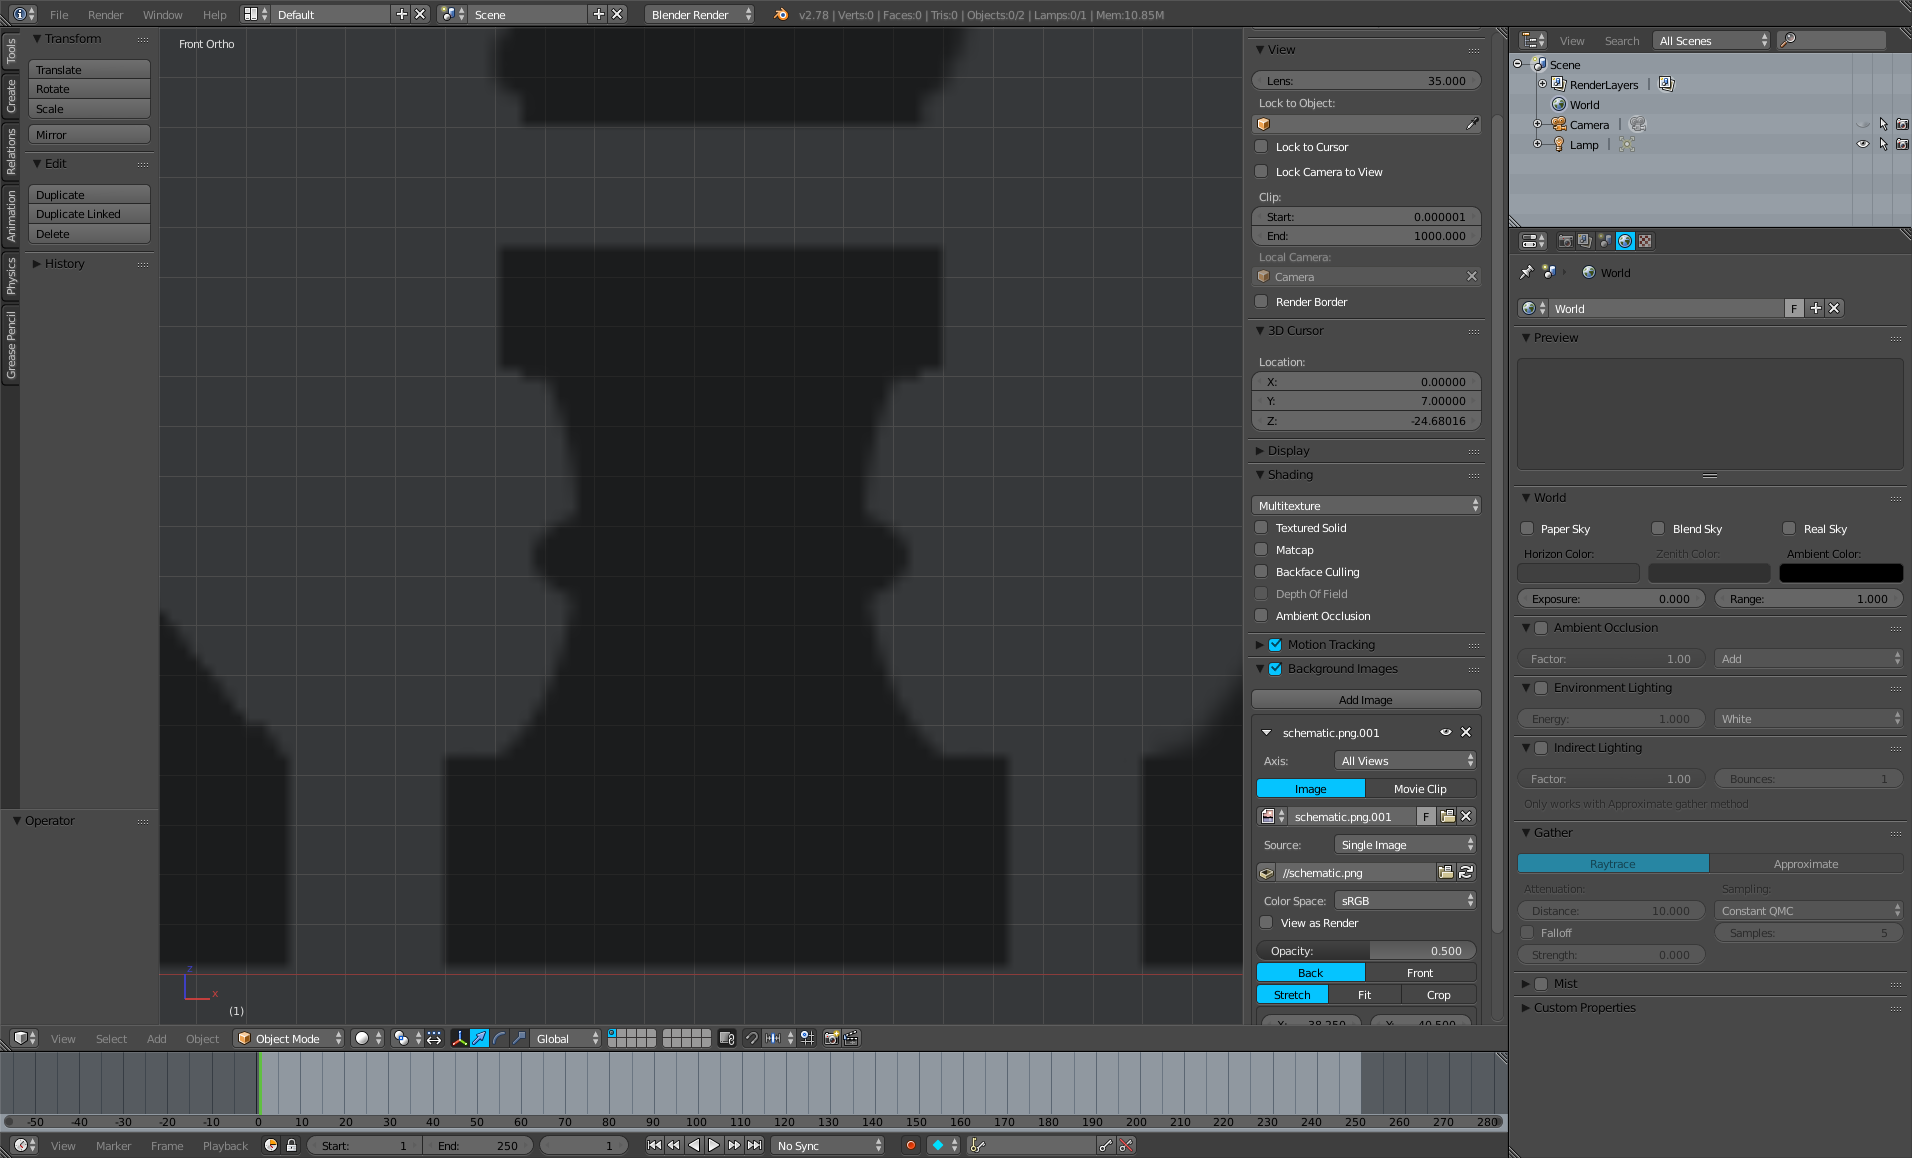 File Render Window Help Default Scene Blender Render v2.78 | Verts:0 | Faces:0 | Tris:0 | Objects:0/2 | Lamps:0/1 | Mem:10.85M
Tools
Create
Relations
Animation
Physics
Grease Pencil
Transform
Translate
Rotate
Scale
Mirror
Edit
Duplicate
Duplicate Linked
Delete
History
Operator
Front Ortho
z
x
(1)
View
Lens: 35.000
Lock to Object:
Lock to Cursor
Lock Camera to View
Clip:
Start: 0.000001
End: 1000.000
Local Camera:
Camera
Render Border
3D Cursor
Location:
X: 0.00000
Y: 7.00000
Z: -24.68016
Display
Shading
Multitexture
Textured Solid
Matcap
Backface Culling
Depth Of Field
Ambient Occlusion
Motion Tracking
Background Images
Add Image
schematic.png.001
Axis: All Views
Image Movie Clip
schematic.png.001 F
Source: Single Image
//schematic.png
Color Space: sRGB
View as Render
Opacity: 0.500
Back Front
Stretch Fit Crop
X: 38.250 Y: 40.500
View Search All Scenes
Scene
RenderLayers |
World
Camera |
Lamp |
World
World F
Preview
World
Paper Sky Blend Sky Real Sky
Horizon Color: Zenith Color: Ambient Color:
Exposure: 0.000 Range: 1.000
Ambient Occlusion
Factor: 1.00 Add
Environment Lighting
Energy: 1.000 White
Indirect Lighting
Factor: 1.00 Bounces: 1
Only works with Approximate gather method
Gather
Raytrace Approximate
Attenuation: Sampling:
Distance: 10.000 Constant QMC
Falloff Samples: 5
Strength: 0.000
Mist
Custom Properties
View Select Add Object Object Mode Global
-50 -40 -30 -20 -10 0 10 20 30 40 50 60 70 80 90 100 110 120 130 140 150 160 170 180 190 200 210 220 230 240 250 260 270 280
View Marker Frame Playback Start: 1 End: 250 1 No Sync